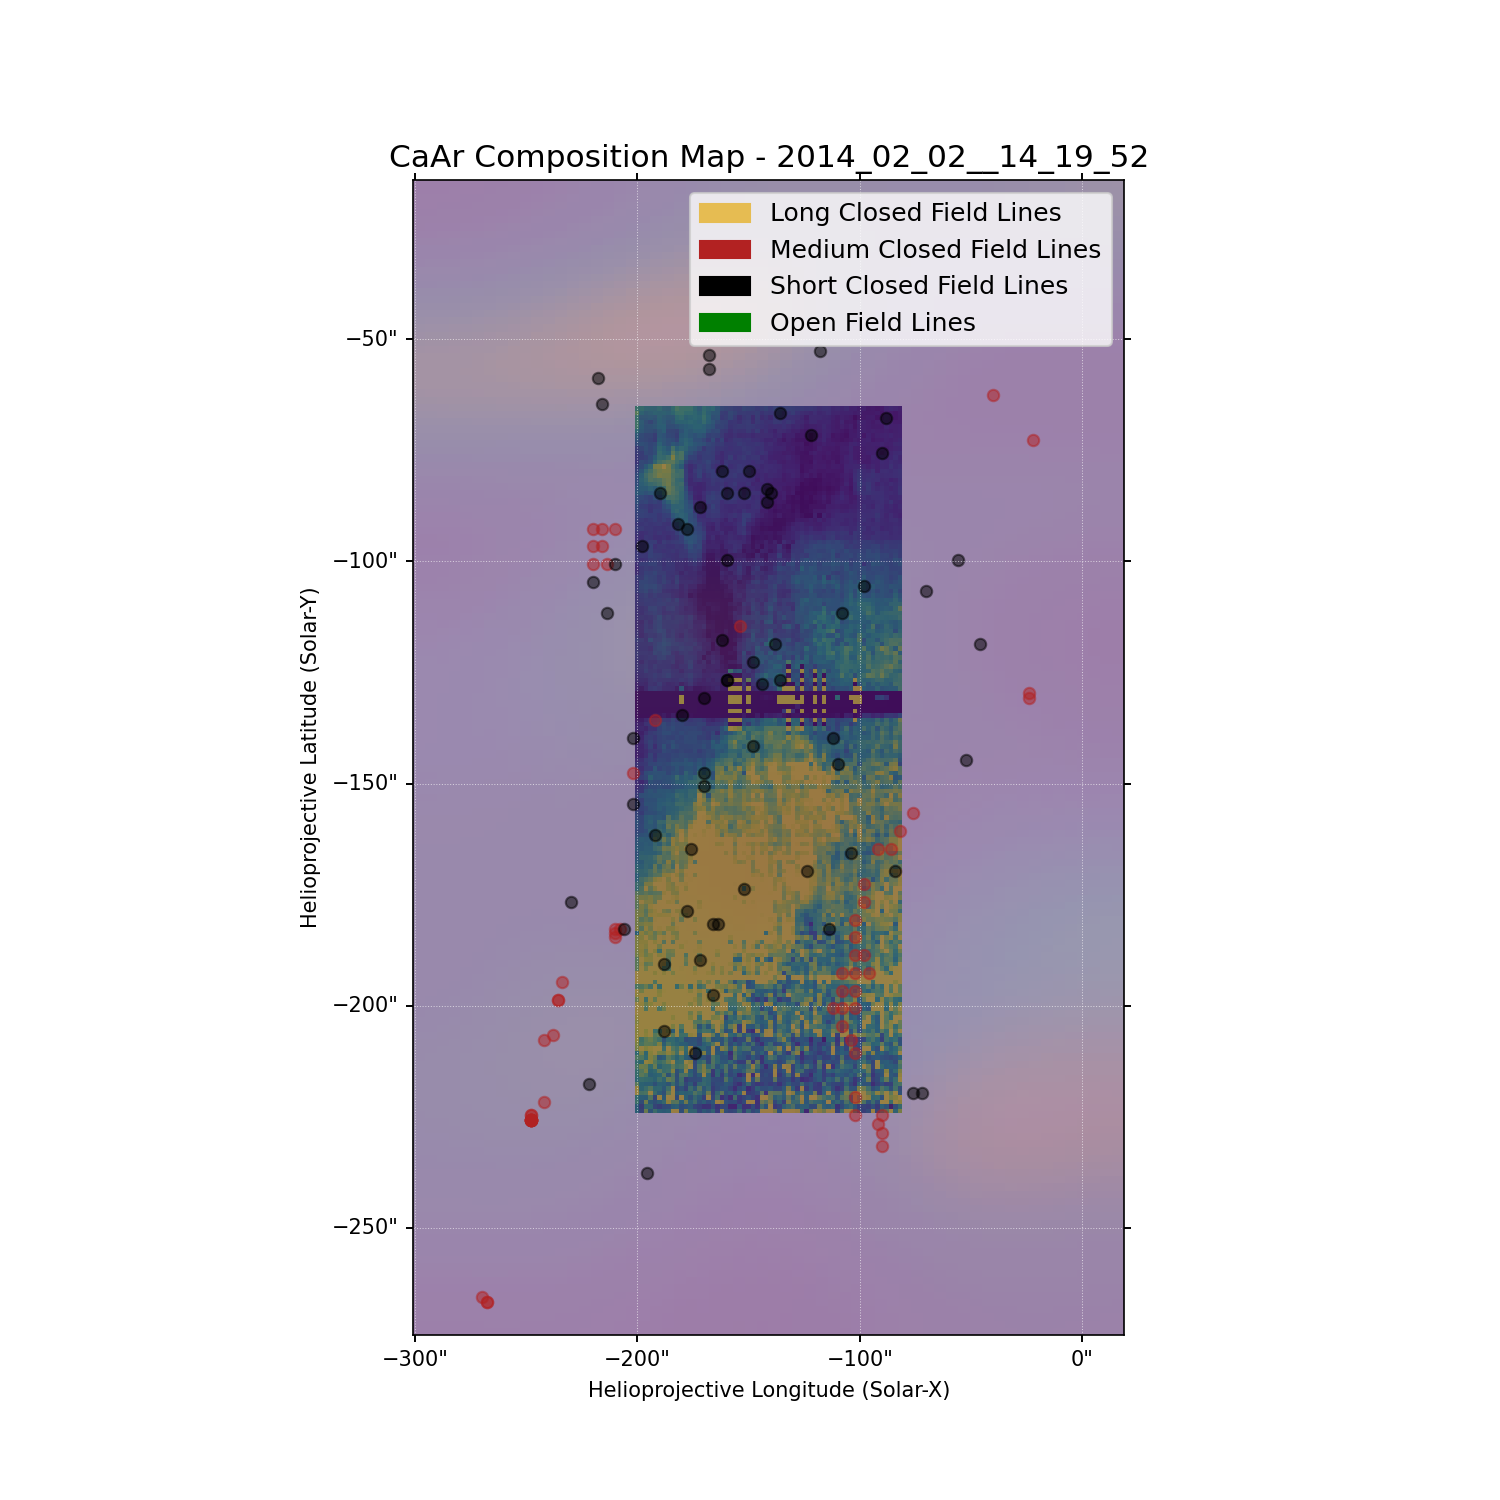 CaAr Composition Map - 2014_02_02__14_19_52
Long Closed Field Lines
Medium Closed Field Lines
Short Closed Field Lines
Open Field Lines
−50"
−100"
−150"
−200"
−250"
Helioprojective Latitude (Solar-Y)
−300" −200" −100" 0"
Helioprojective Longitude (Solar-X)